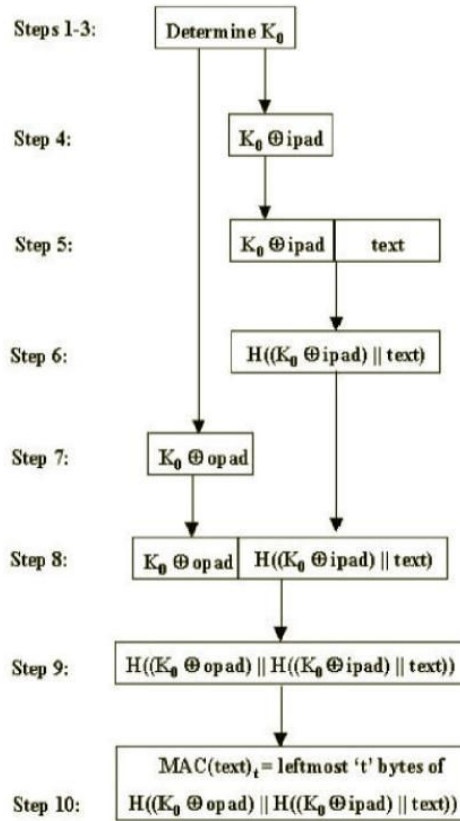 Steps 1-3: Determine K₀
Step 4: K₀ ⊕ ipad
Step 5: K₀ ⊕ ipad text
Step 6: H((K₀ ⊕ ipad) || text)
Step 7: K₀ ⊕ opad
Step 8: K₀ ⊕ opad H((K₀ ⊕ ipad) || text)
Step 9: H((K₀ ⊕ opad) || H((K₀ ⊕ ipad) || text))
MAC(text)ₜ = leftmost ‘t’ bytes of
Step 10: H((K₀ ⊕ opad) || H((K₀ ⊕ ipad) || text))